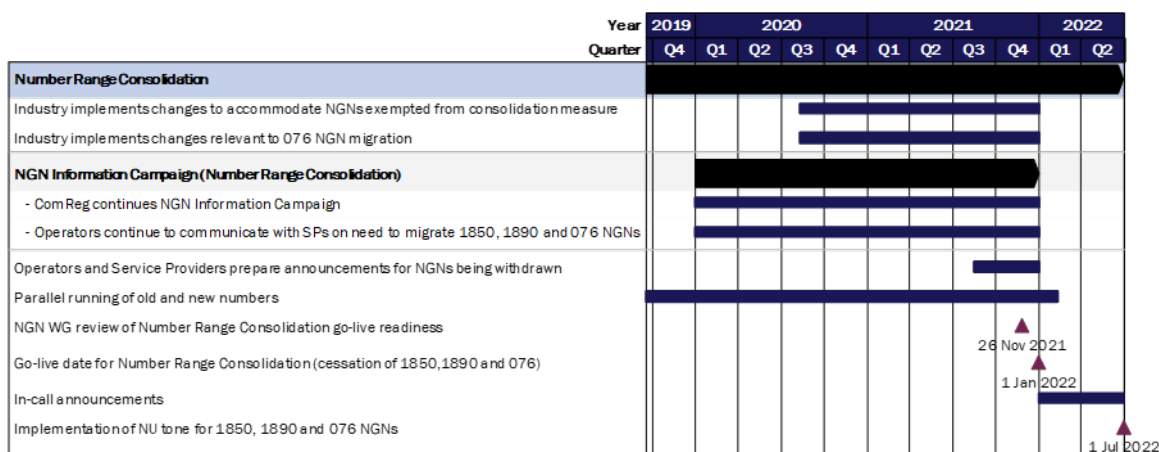 Year 2019 2020 2021 2022
Quarter Q4 Q1 Q2 Q3 Q4 Q1 Q2 Q3 Q4 Q1 Q2
Number Range Consolidation
Industry implements changes to accommodate NGNs exempted from consolidation measure
Industry implements changes relevant to 076 NGN migration
NGN Information Campaign (Number Range Consolidation)
- ComReg continues NGN Information Campaign
- Operators continue to communicate with SPs on need to migrate 1850, 1890 and 076 NGNs
Operators and Service Providers prepare announcements for NGNs being withdrawn
Parallel running of old and new numbers
NGN WG review of Number Range Consolidation go-live readiness
26 Nov 2021
Go-live date for Number Range Consolidation (cessation of 1850,1890 and 076)
1 Jan 2022
In-call announcements
Implementation of NU tone for 1850, 1890 and 076 NGNs
1 Jul 2022